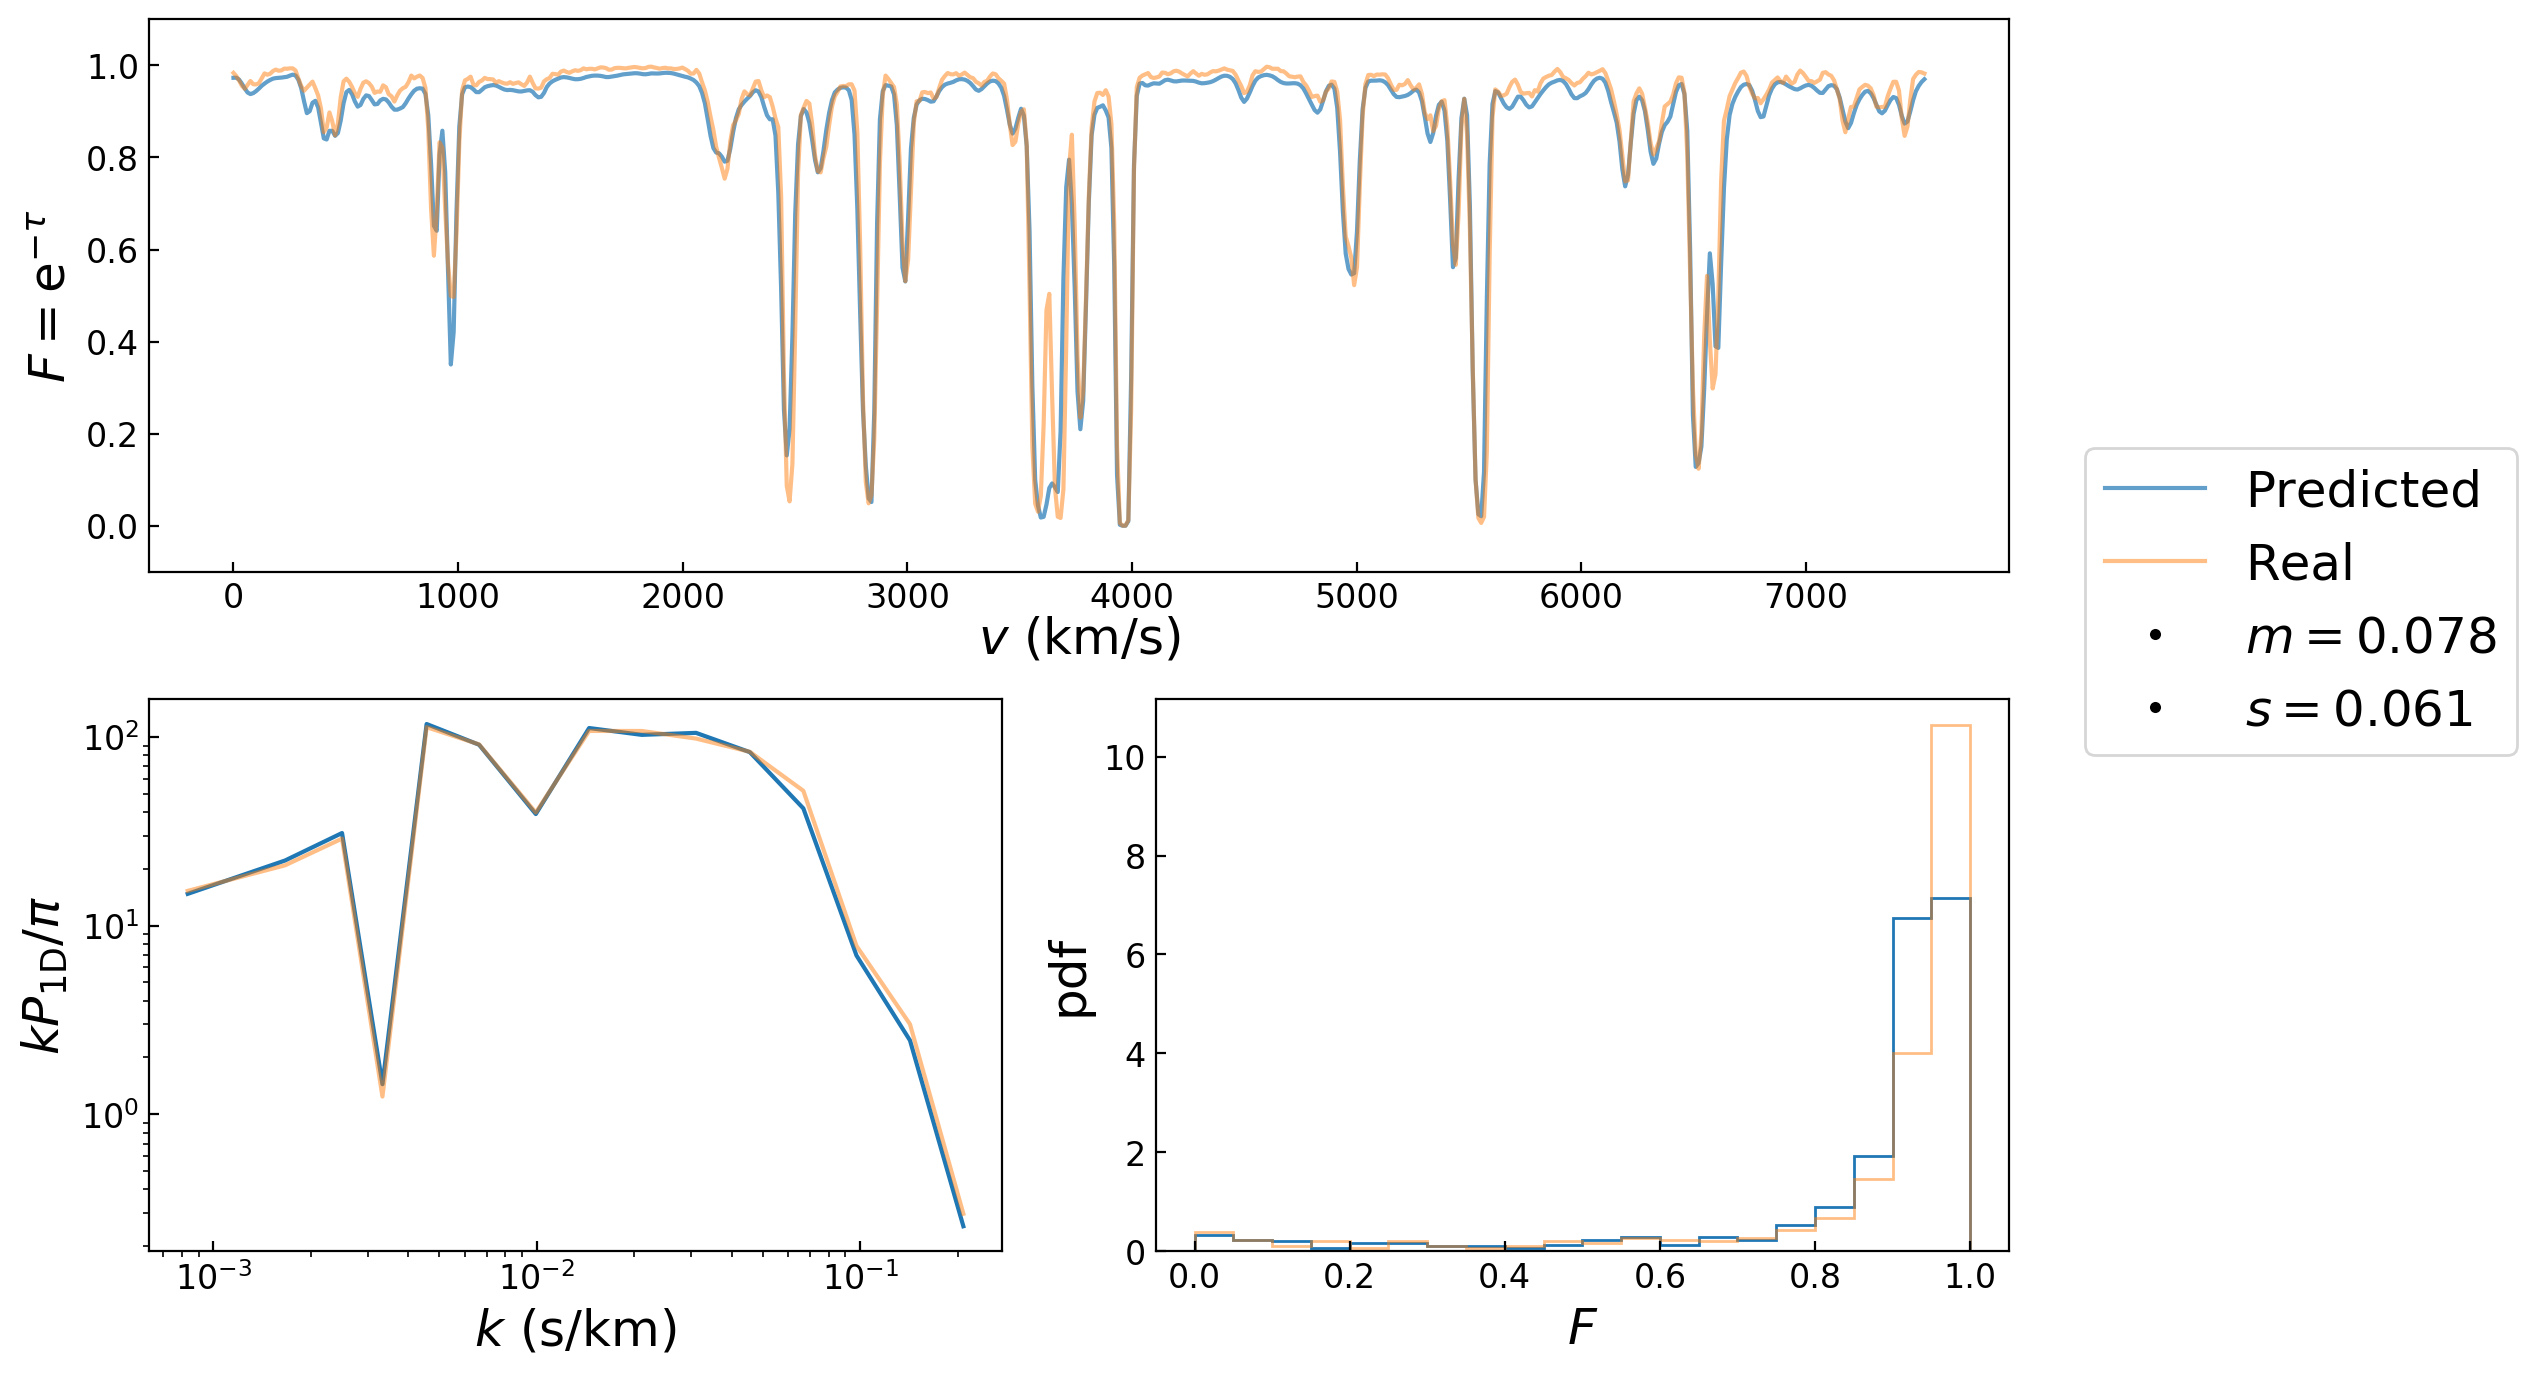 F = e^{-τ}
1.0
0.8
0.6
0.4
0.2
0.0
0 1000 2000 3000 4000 5000 6000 7000
v (km/s)
Predicted
Real
m = 0.078
s = 0.061
kP_{1D}/π
10^2
10^1
10^0
10^{-3} 10^{-2} 10^{-1}
k (s/km)
pdf
10
8
6
4
2
0
0.0 0.2 0.4 0.6 0.8 1.0
F